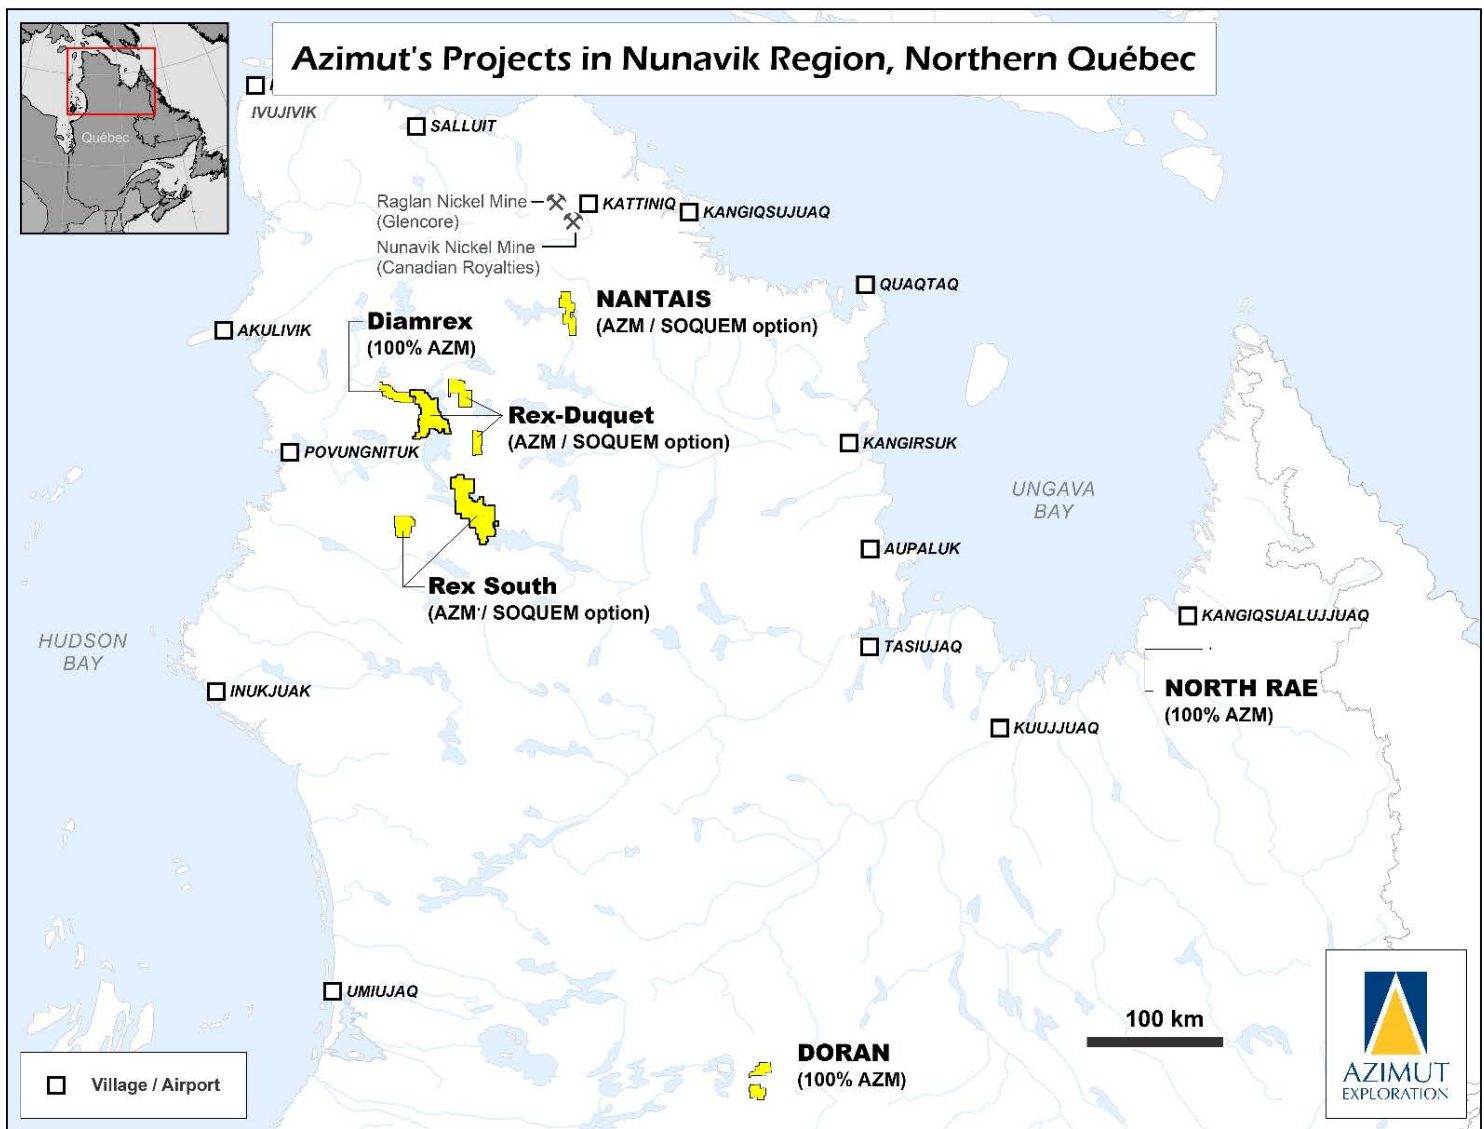 Azimut's Projects in Nunavik Region, Northern Québec
Québec
IVUJIVIK
SALLUIT
Raglan Nickel Mine
(Glencore)
KATTINIQ
KANGIQSUJUAQ
Nunavik Nickel Mine
(Canadian Royalties)
QUAQTAQ
NANTAIS
(AZM / SOQUEM option)
AKULIVIK
Diamrex
(100% AZM)
Rex-Duquet
(AZM / SOQUEM option)
POVUNGNITUK
KANGIRSUK
UNGAVA
BAY
AUPALUK
Rex South
(AZM / SOQUEM option)
KANGIQSUALUJJUAQ
HUDSON
BAY
TASIUJAQ
INUKJUAK
NORTH RAE
(100% AZM)
KUUJJUAQ
UMIUJAQ
100 km
DORAN
(100% AZM)
Village / Airport
AZIMUT
EXPLORATION